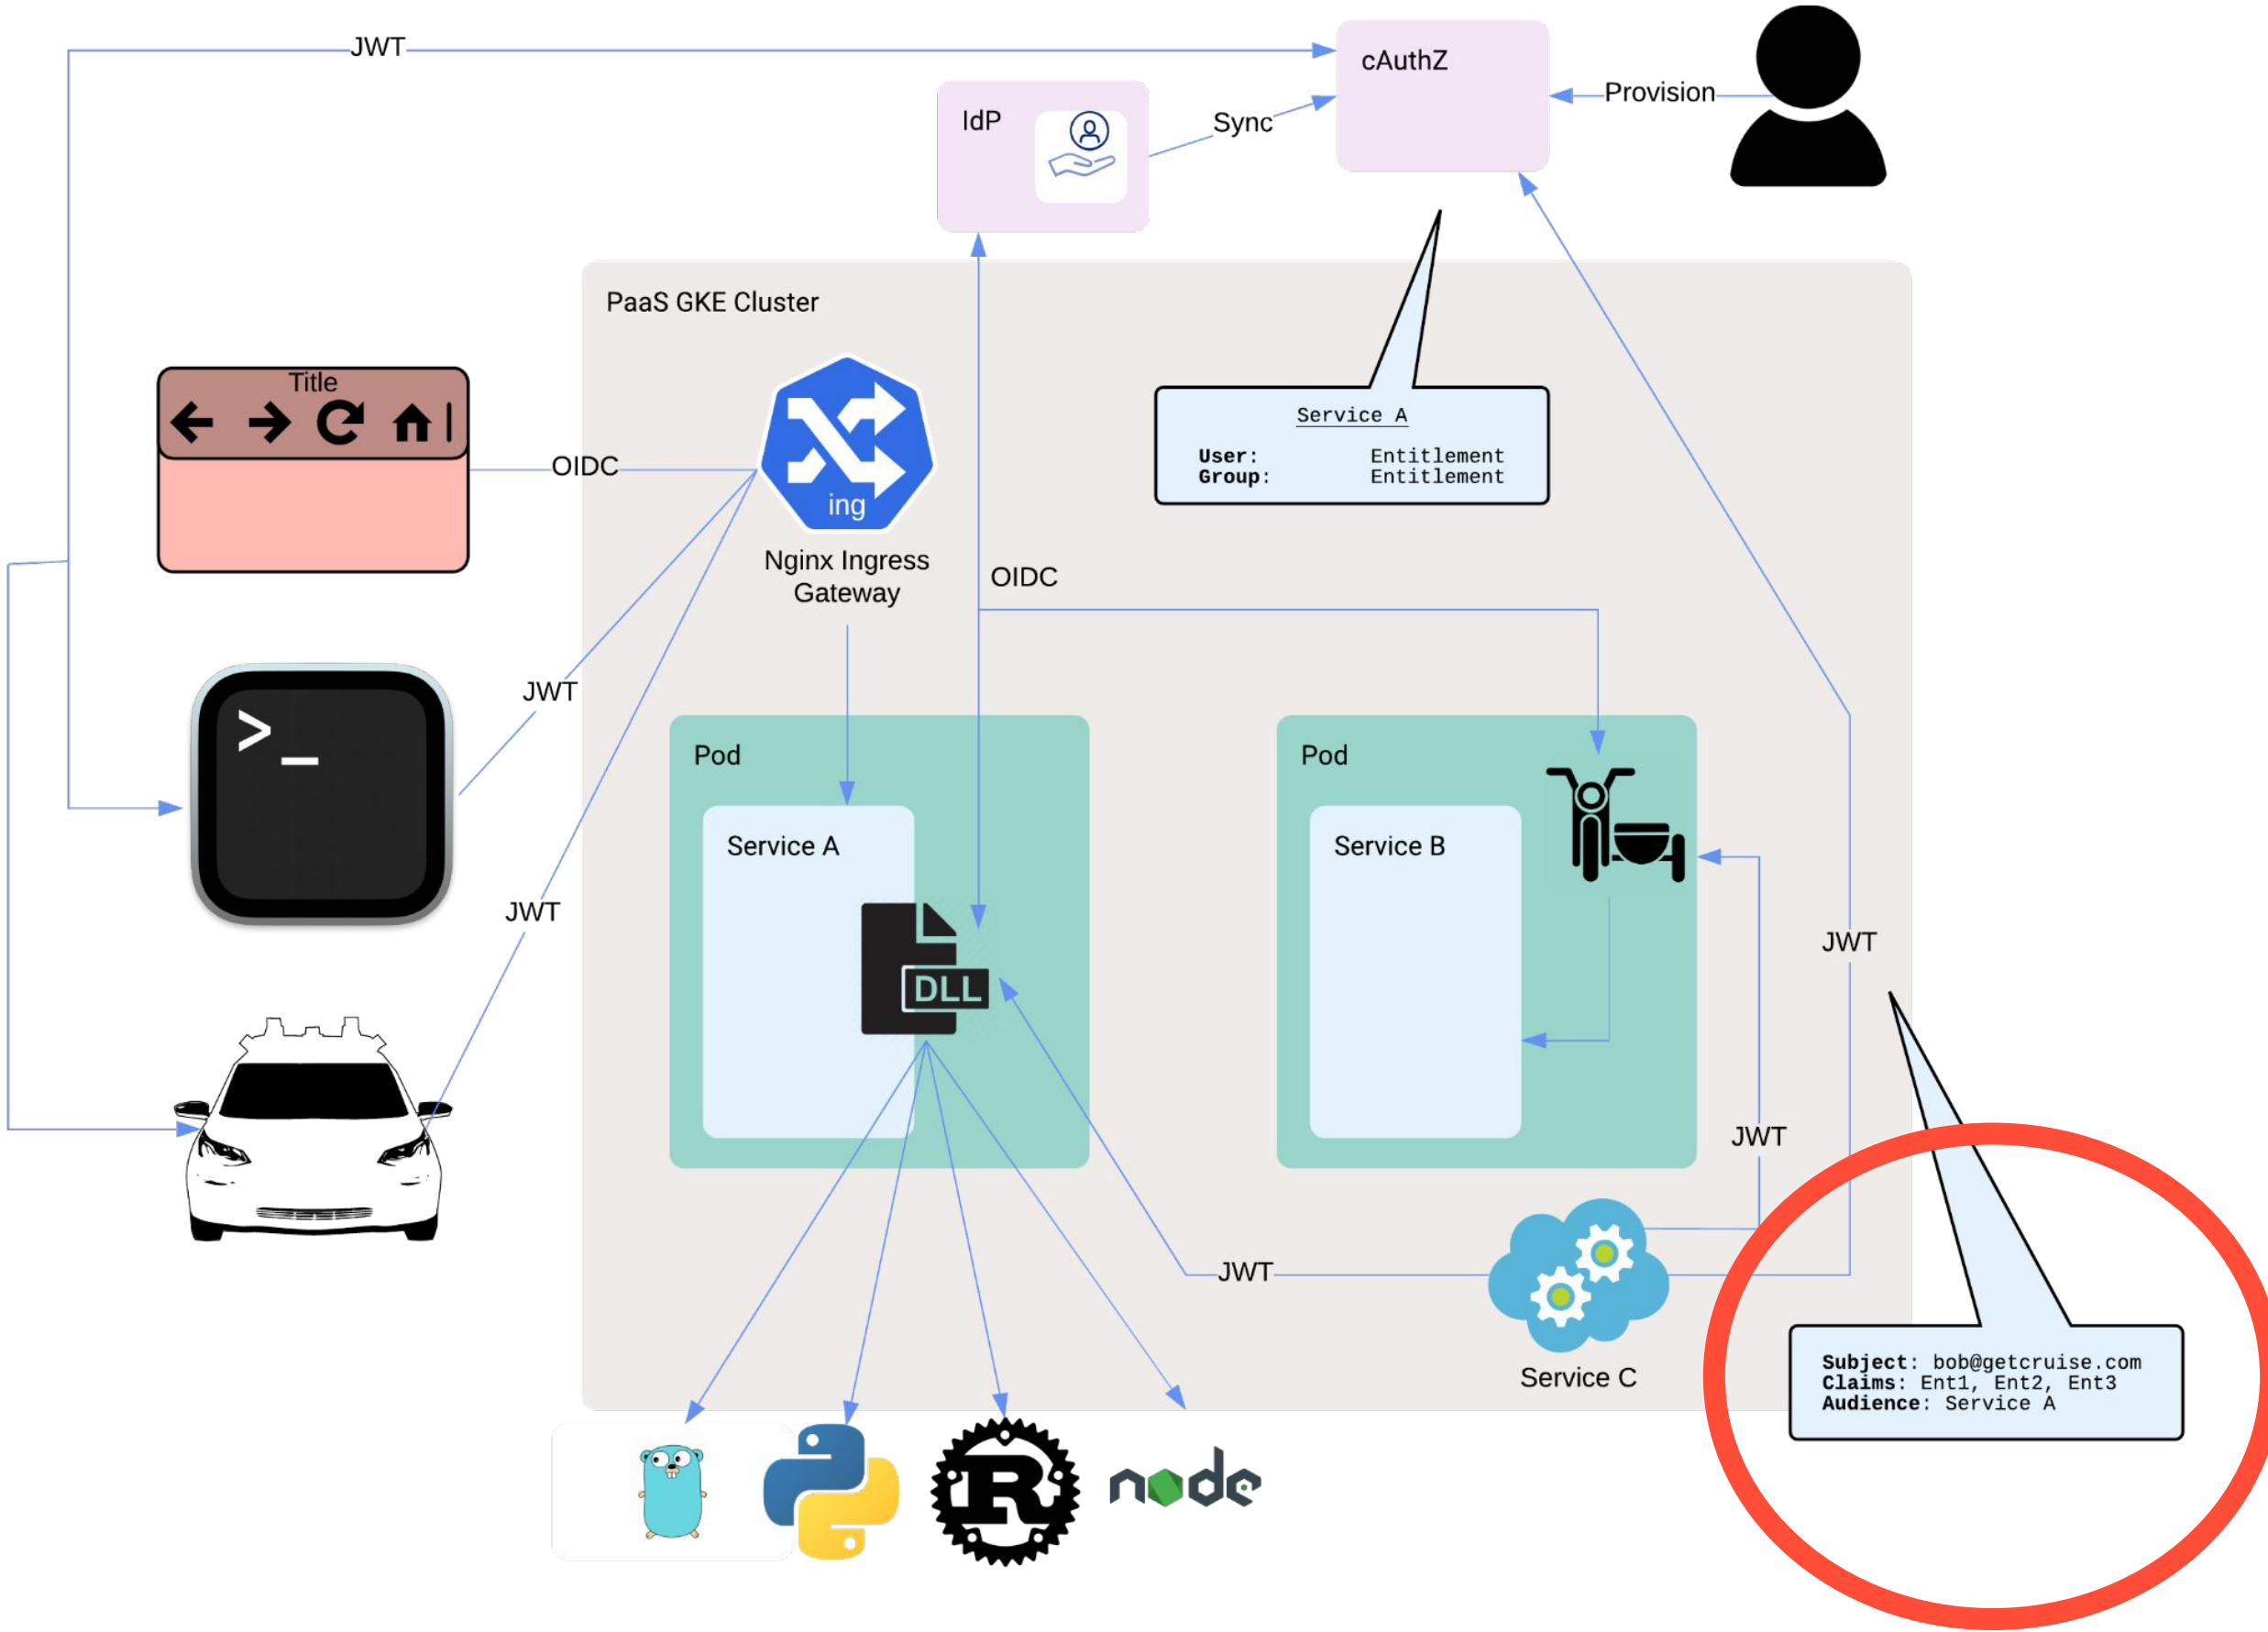 JWT
cAuthZ
Provision
IdP
Sync
PaaS GKE Cluster
Title
OIDC
ing
Nginx Ingress
Gateway
Service A
User: Entitlement
Group: Entitlement
OIDC
JWT
Pod
Pod
>_
Service A
Service B
JWT
DLL
JWT
JWT
JWT
Service C
Subject: bob@getcruise.com
Claims: Ent1, Ent2, Ent3
Audience: Service A
R
node